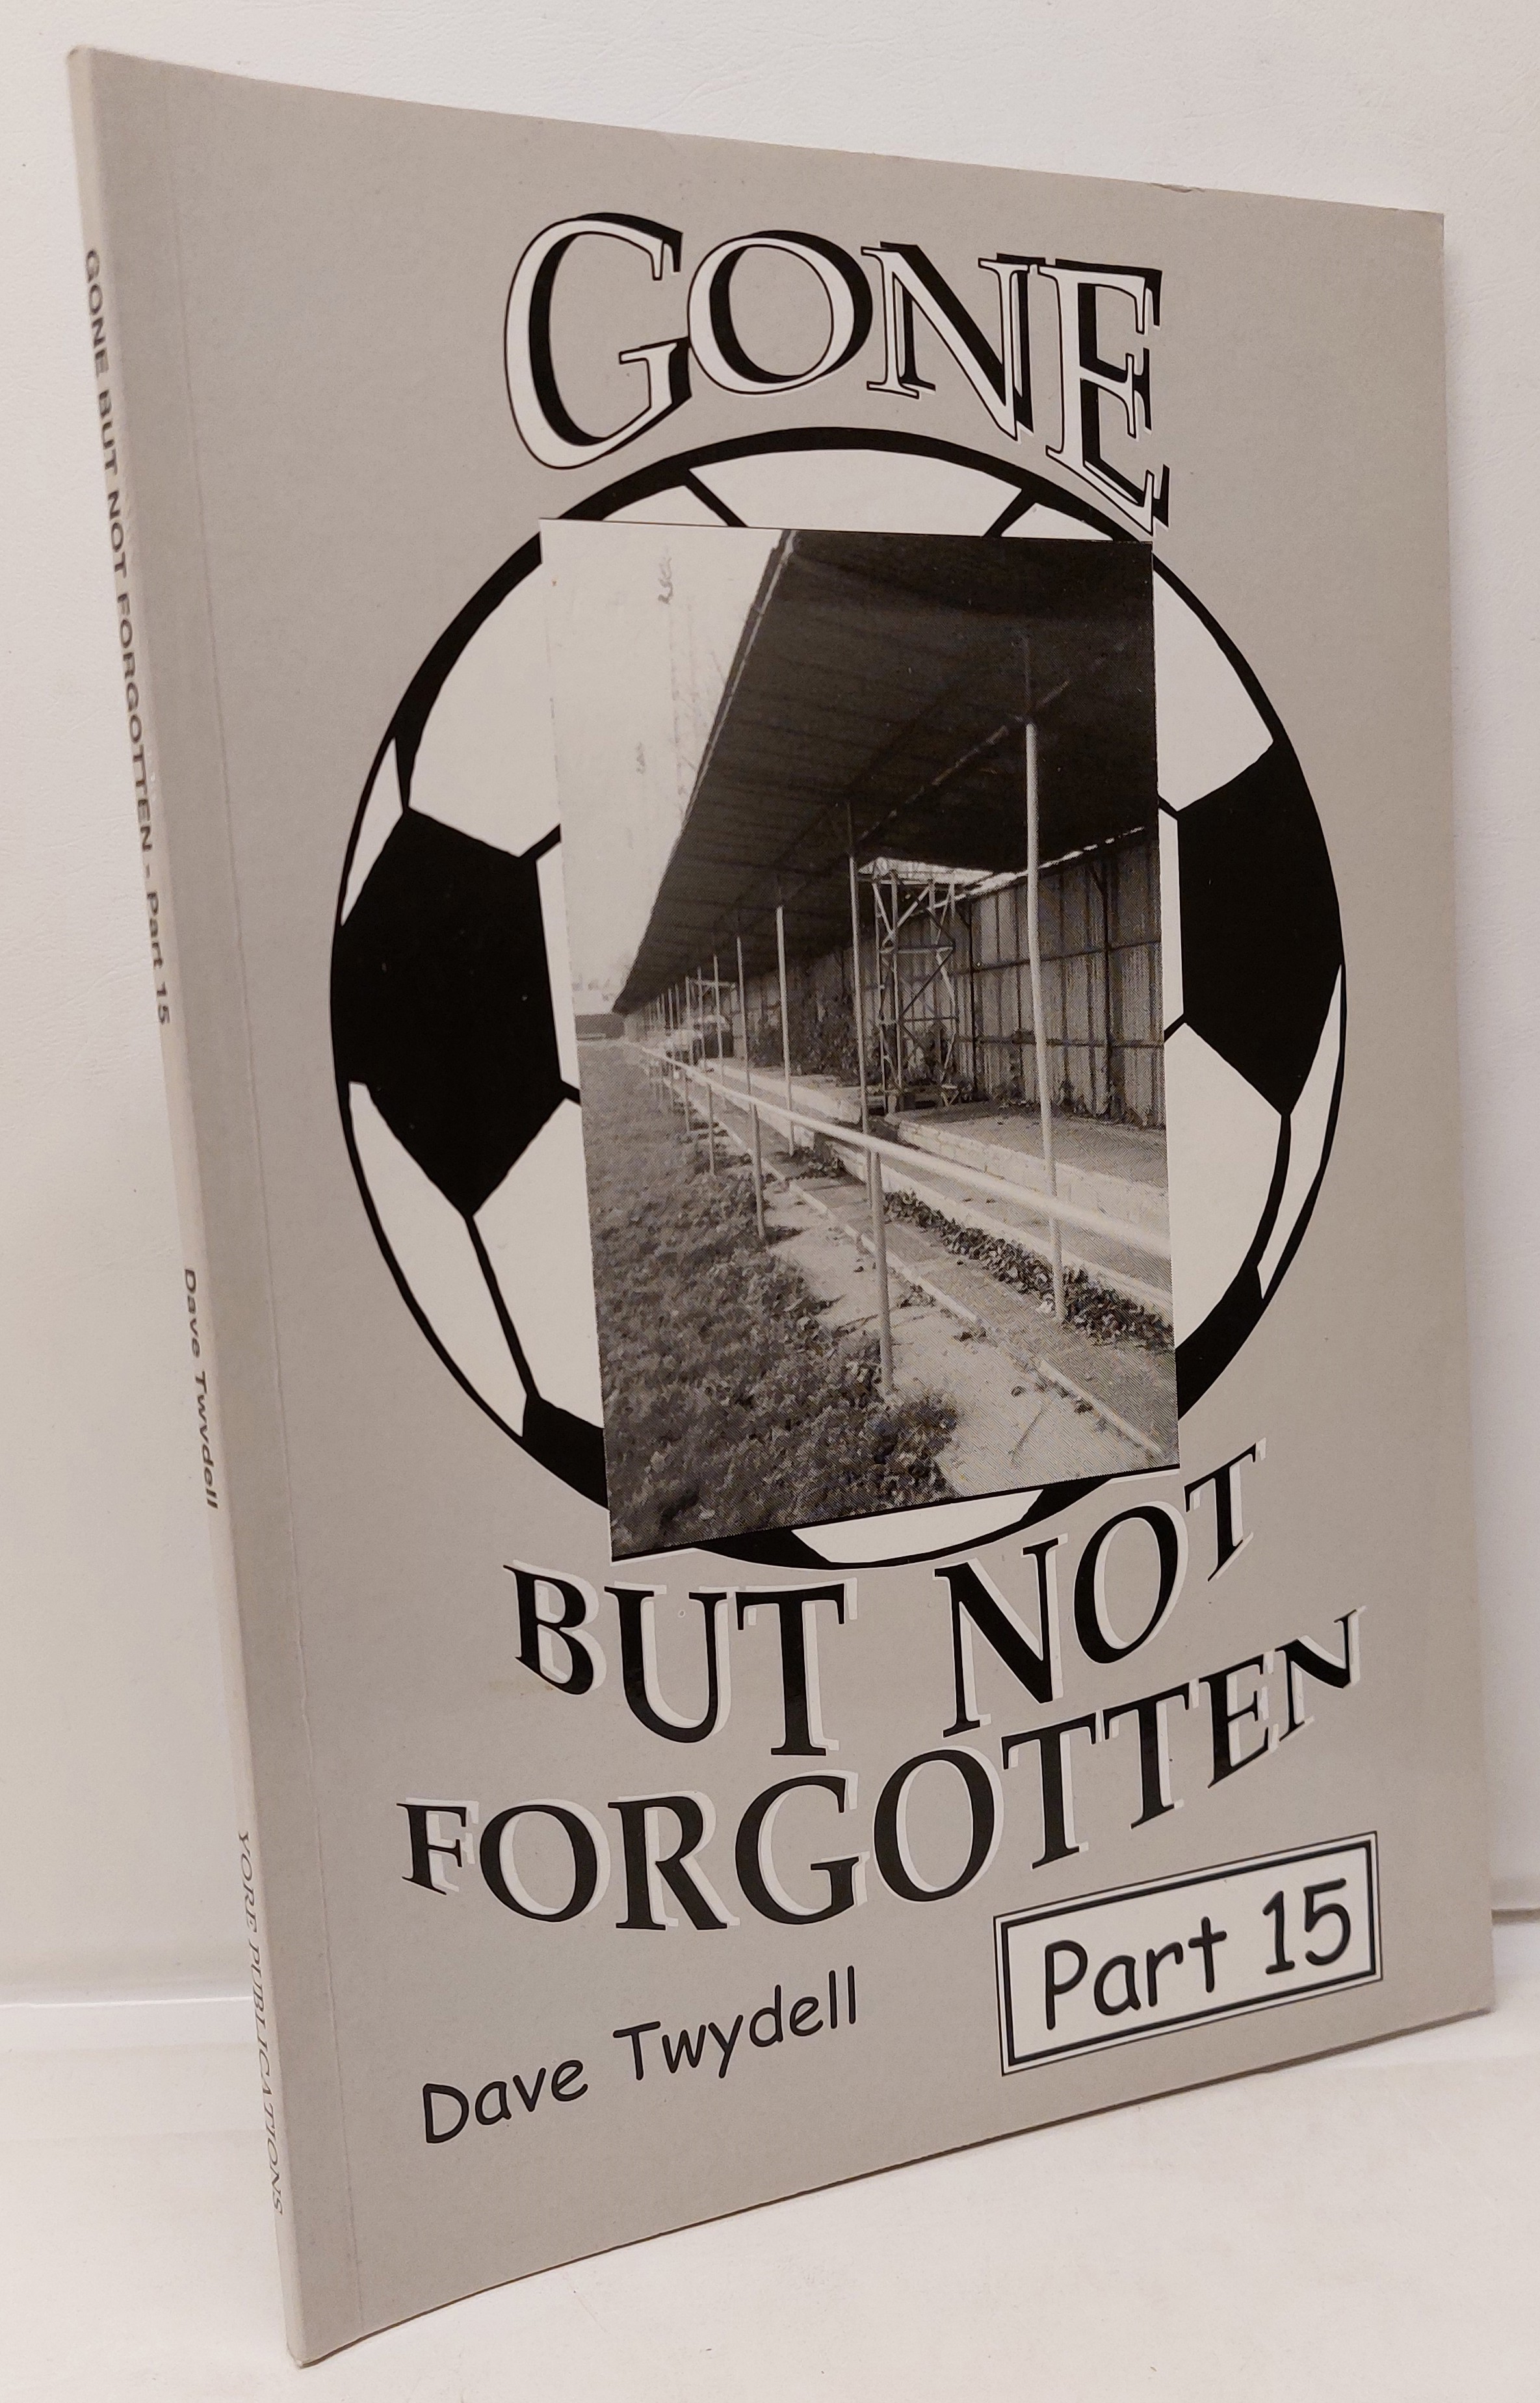 GONE
BUT NOT
FORGOTTEN
Part 15
Dave Twydell
GONE BUT NOT FORGOTTEN - Part 15
Dave Twydell
YORE PUBLICATIONS